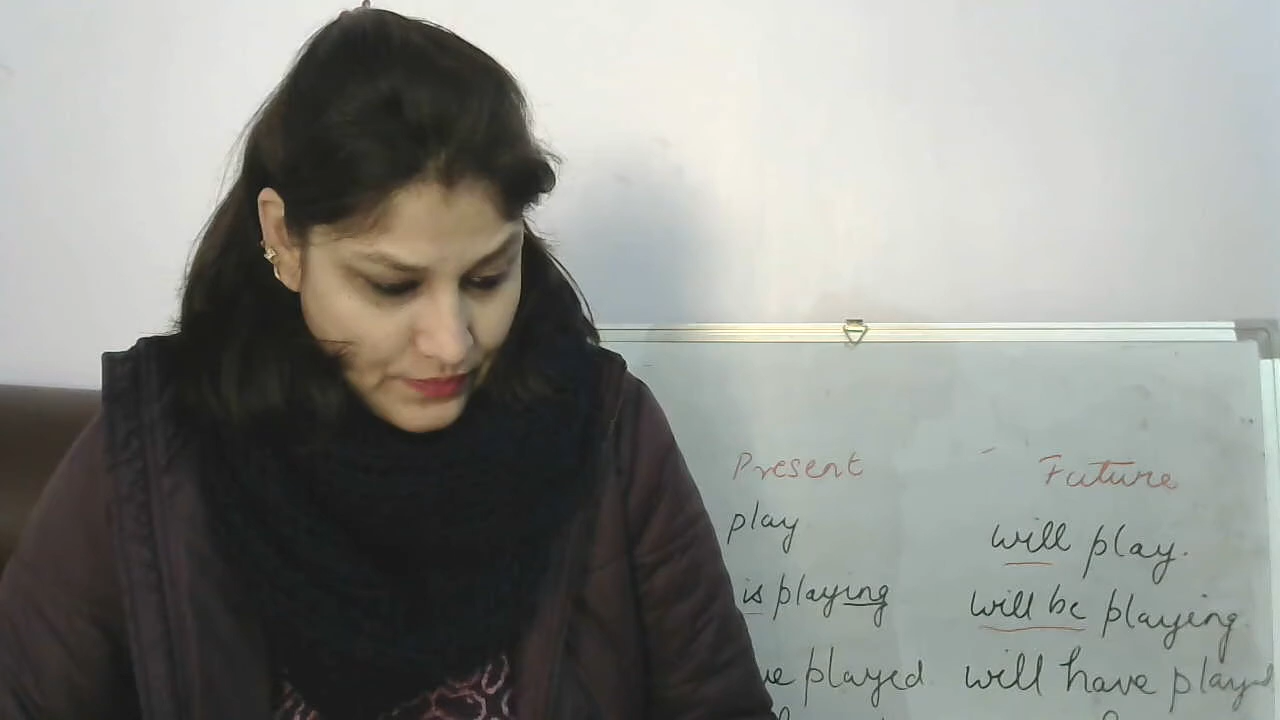 Present Future
play will play.
is playing will be playing.
played will have played